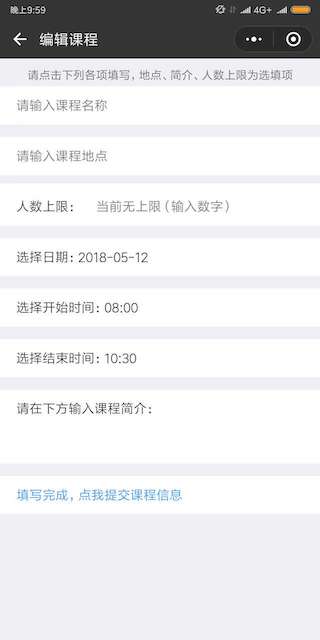 晚上9:59
4G+
编辑课程
请点击下列各项填写，地点、简介、人数上限为选填项
请输入课程名称
请输入课程地点
人数上限： 当前无上限（输入数字）
选择日期: 2018-05-12
选择开始时间: 08:00
选择结束时间: 10:30
请在下方输入课程简介：
填写完成，点我提交课程信息